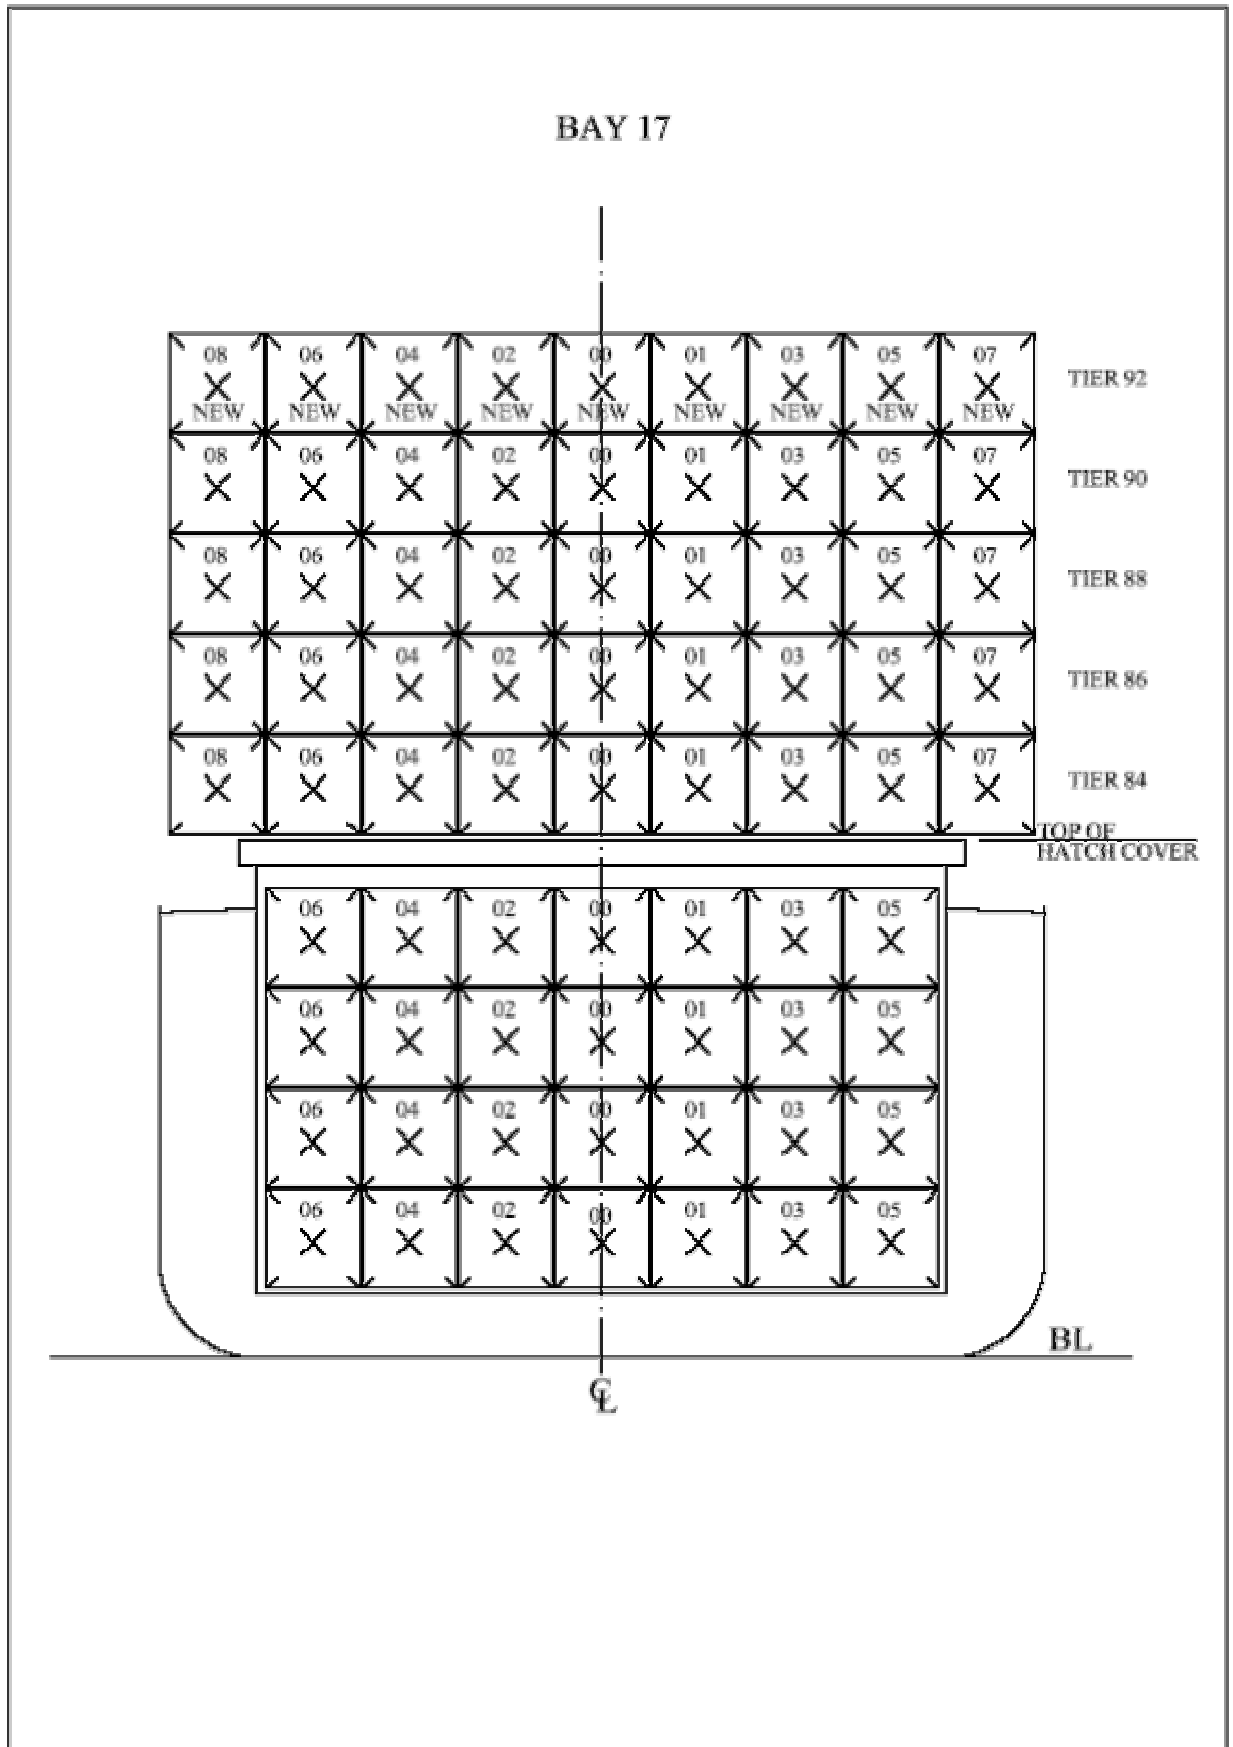 BAY 17
08 06 04 02 00 01 03 05 07 TIER 92
NEW NEW NEW NEW NEW NEW NEW NEW NEW
08 06 04 02 00 01 03 05 07 TIER 90
08 06 04 02 00 01 03 05 07 TIER 88
08 06 04 02 00 01 03 05 07 TIER 86
08 06 04 02 00 01 03 05 07 TIER 84
TOP OF
HATCH COVER
06 04 02 00 01 03 05
06 04 02 00 01 03 05
06 04 02 00 01 03 05
06 04 02 00 01 03 05
BL
CL